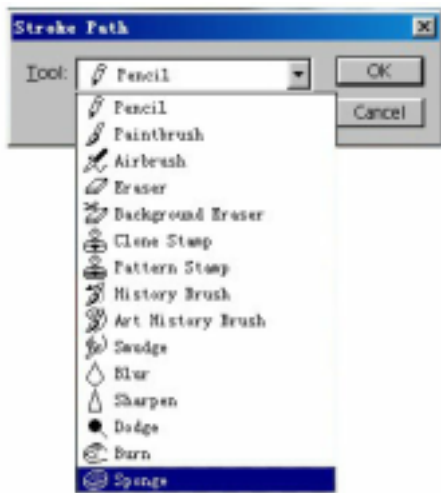 Stroke Path
Tool: Pencil OK
Pencil Cancel
Paintbrush
Airbrush
Eraser
Background Eraser
Clone Stamp
Pattern Stamp
History Brush
Art History Brush
Smudge
Blur
Sharpen
Dodge
Burn
Sponge